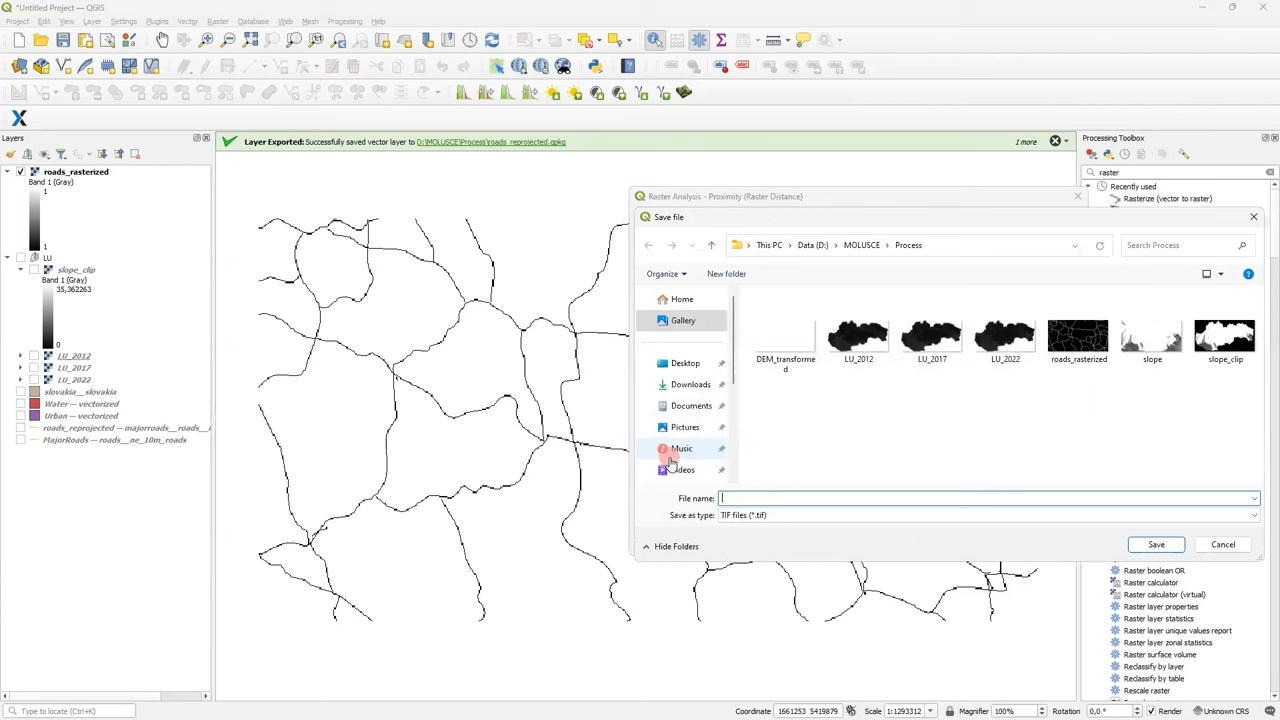 *Untitled Project — QGIS
Project Edit View Layer Settings Plugins Vector Raster Database Web Mesh Processing Help
Layers
roads_rasterized
Band 1 (Gray)
1
1
LU
slope_clip
Band 1 (Gray)
35,362263
0
LU_2012
LU_2017
LU_2022
slovakia__slovakia
Water — vectorized
Urban — vectorized
roads_reprojected — majorroads__roads_
MajorRoads — roads__ne_10m_roads
Layer Exported: Successfully saved vector layer to D:\MOLUSCE\Process\roads_reprojected.gpkg
1 more
Raster Analysis - Proximity (Raster Distance)
Save file
This PC > Data (D:) > MOLUSCE > Process
Search Process
Organize
New folder
Home
Gallery
Desktop
Downloads
Documents
Pictures
Music
DEM_transforme
d
LU_2012
LU_2017
LU_2022
roads_rasterized
slope
slope_clip
File name:
Save as type: TIF files (*.tif)
Hide Folders
Save
Cancel
Processing Toolbox
raster
Recently used
Rasterize (vector to raster)
Raster boolean OR
Raster calculator
Raster calculator (virtual)
Raster layer properties
Raster layer statistics
Raster layer unique values report
Raster layer zonal statistics
Raster surface volume
Reclassify by layer
Reclassify by table
Rescale raster
Type to locate (Ctrl+K)
Coordinate 1661253 5419879 Scale 1:1293312 Magnifier 100% Rotation 0,0 ° Render Unknown CRS